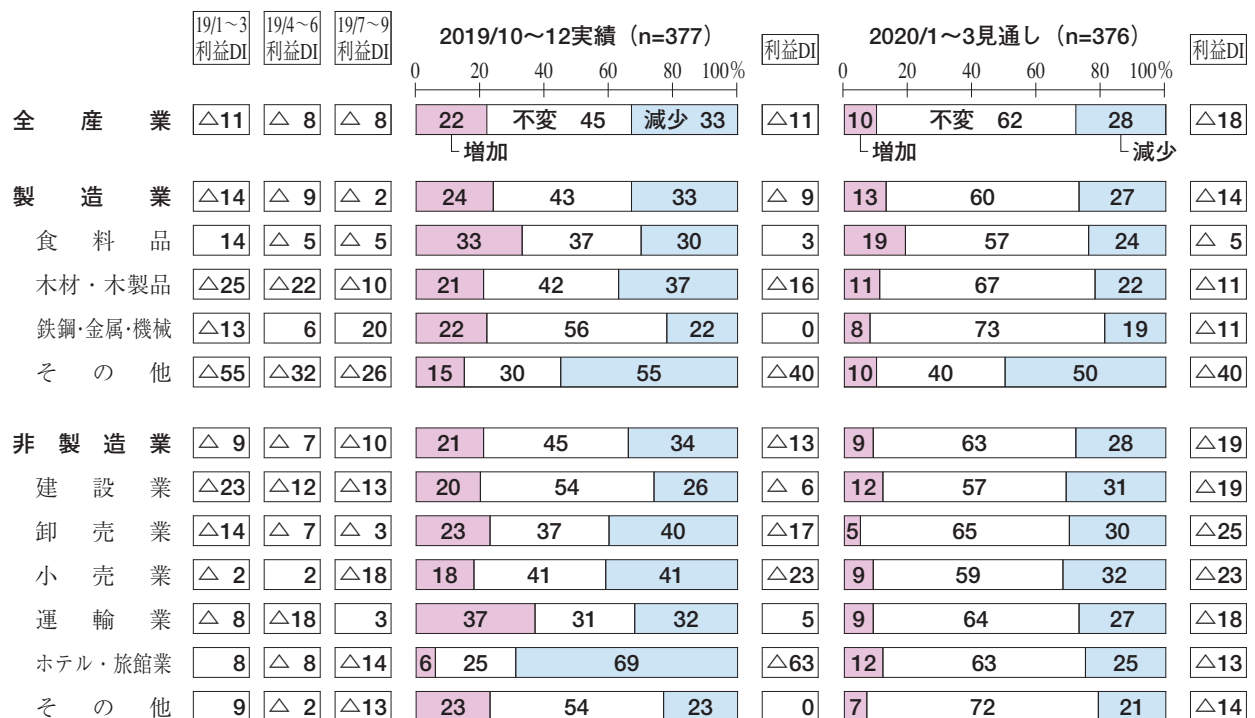 19/1～3 19/4～6 19/7～9
利益DI 利益DI 利益DI 2019/10～12実績（n=377） 利益DI 2020/1～3見通し（n=376） 利益DI
0 20 40 60 80 100% 0 20 40 60 80 100%
全産業 △11 △ 8 △ 8 22 不変 45 減少 33 △11 10 不変 62 28 △18
増加 増加 減少
製造業 △14 △ 9 △ 2 24 43 33 △ 9 13 60 27 △14
食料品 14 △ 5 △ 5 33 37 30 3 19 57 24 △ 5
木材・木製品 △25 △22 △10 21 42 37 △16 11 67 22 △11
鉄鋼・金属・機械 △13 6 20 22 56 22 0 8 73 19 △11
その他 △55 △32 △26 15 30 55 △40 10 40 50 △40
非製造業 △ 9 △ 7 △10 21 45 34 △13 9 63 28 △19
建設業 △23 △12 △13 20 54 26 △ 6 12 57 31 △19
卸売業 △14 △ 7 △ 3 23 37 40 △17 5 65 30 △25
小売業 △ 2 2 △18 18 41 41 △23 9 59 32 △23
運輸業 △ 8 △18 3 37 31 32 5 9 64 27 △18
ホテル・旅館業 8 △ 8 △14 6 25 69 △63 12 63 25 △13
その他 9 △ 2 △13 23 54 23 0 7 72 21 △14